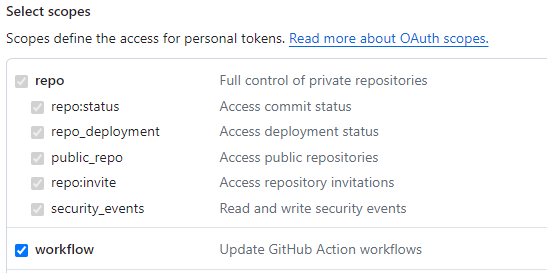 Select scopes
Scopes define the access for personal tokens. Read more about OAuth scopes.
repo Full control of private repositories
repo:status Access commit status
repo_deployment Access deployment status
public_repo Access public repositories
repo:invite Access repository invitations
security_events Read and write security events
workflow Update GitHub Action workflows